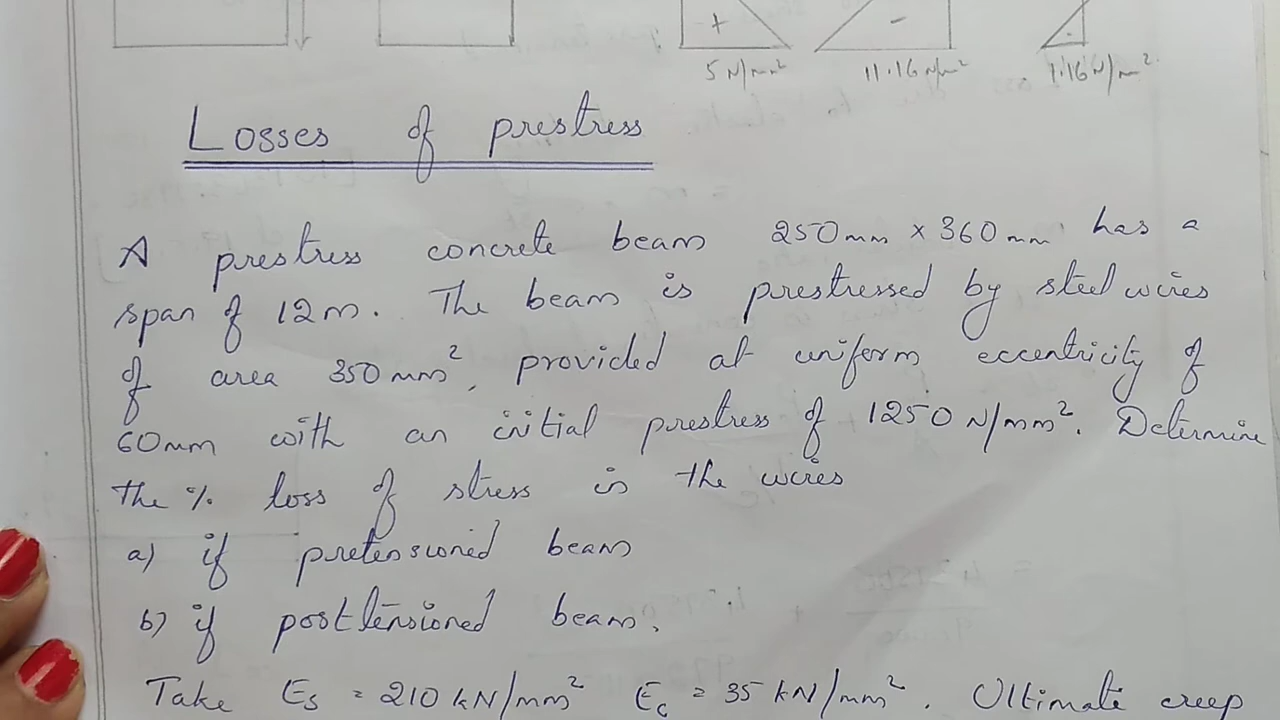 5 N/mm² 11.16 N/m² 1.16 N/m²
Losses of prestress
A prestress concrete beam 250mm × 360mm has a
span of 12m. The beam is prestressed by steel wires
of area 350mm², provided at uniform eccentricity of
60mm with an initial prestress of 1250 N/mm². Determine
the % loss of stress in the wires
a) if pretensioned beam
b) if posttensioned beam.
Take Es = 210 kN/mm² Ec = 35 kN/mm². Ultimate creep